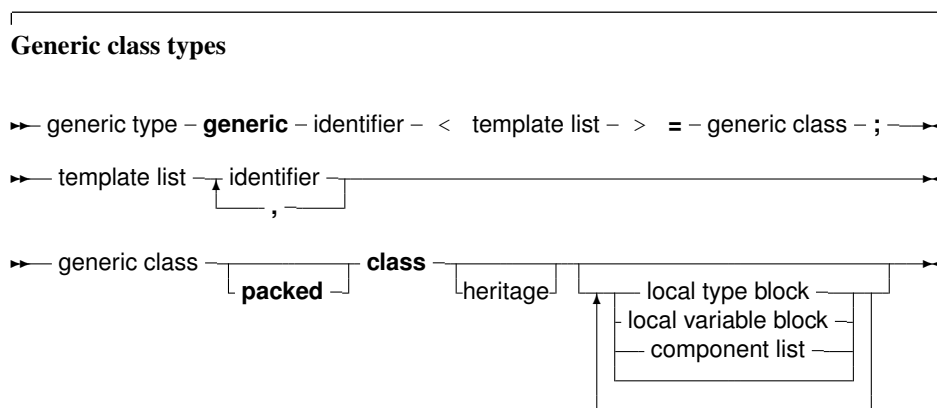 Generic class types
generic type generic identifier < template list > = generic class ;
template list identifier
,
generic class class
packed heritage local type block
local variable block
component list